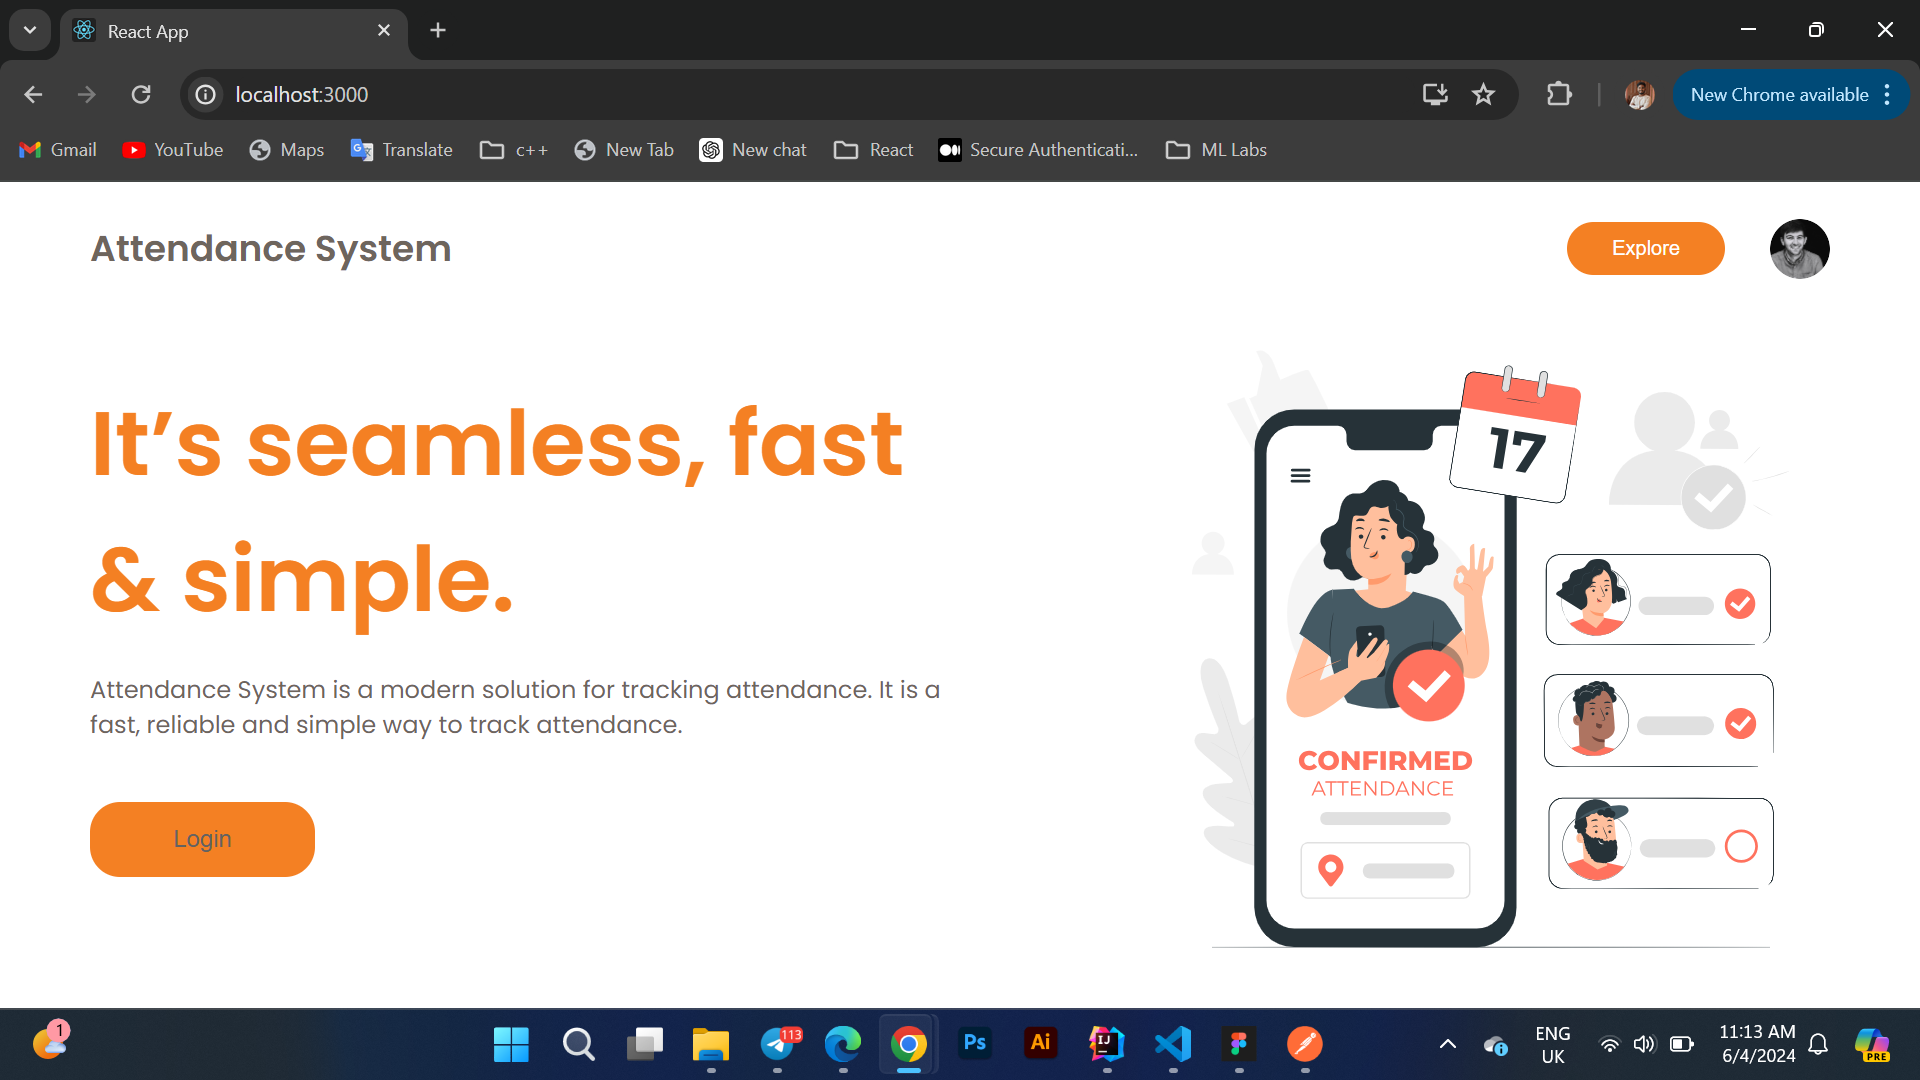 React App
localhost:3000
New Chrome available
Gmail
YouTube
Maps
Translate
c++
New Tab
New chat
React
Secure Authenticati...
ML Labs
Attendance System
Explore
It’s seamless, fast
& simple.
Attendance System is a modern solution for tracking attendance. It is a
fast, reliable and simple way to track attendance.
Login
17
CONFIRMED
ATTENDANCE
1
113
Ps
Ai
IJ
ENG
UK
11:13 AM
6/4/2024
PRE